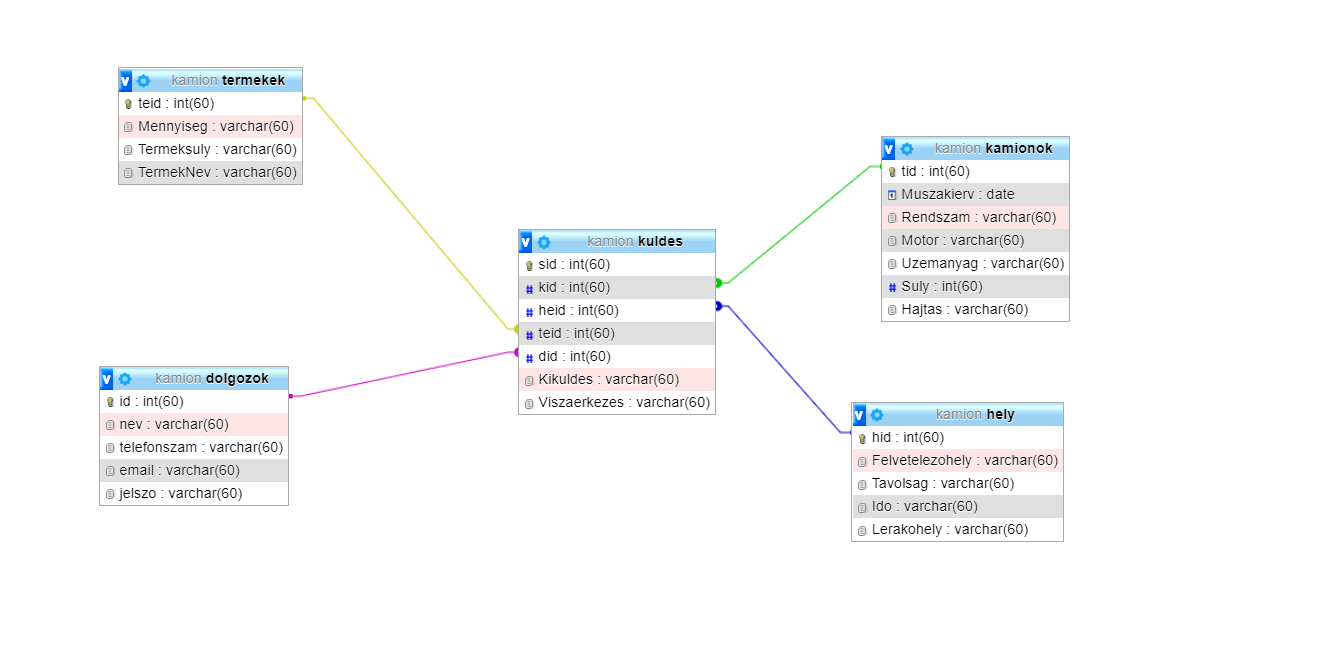 kamion termekek
teid : int(60)
Mennyiseg : varchar(60)
Termeksuly : varchar(60)
TermekNev : varchar(60)
kamion kamionok
tid : int(60)
Muszakierv : date
Rendszam : varchar(60)
Motor : varchar(60)
Uzemanyag : varchar(60)
Suly : int(60)
Hajtas : varchar(60)
kamion kuldes
sid : int(60)
kid : int(60)
heid : int(60)
teid : int(60)
did : int(60)
Kikuldes : varchar(60)
Viszaerkezes : varchar(60)
kamion dolgozok
id : int(60)
nev : varchar(60)
telefonszam : varchar(60)
email : varchar(60)
jelszo : varchar(60)
kamion hely
hid : int(60)
Felvetelezohely : varchar(60)
Tavolsag : varchar(60)
Ido : varchar(60)
Lerakohely : varchar(60)